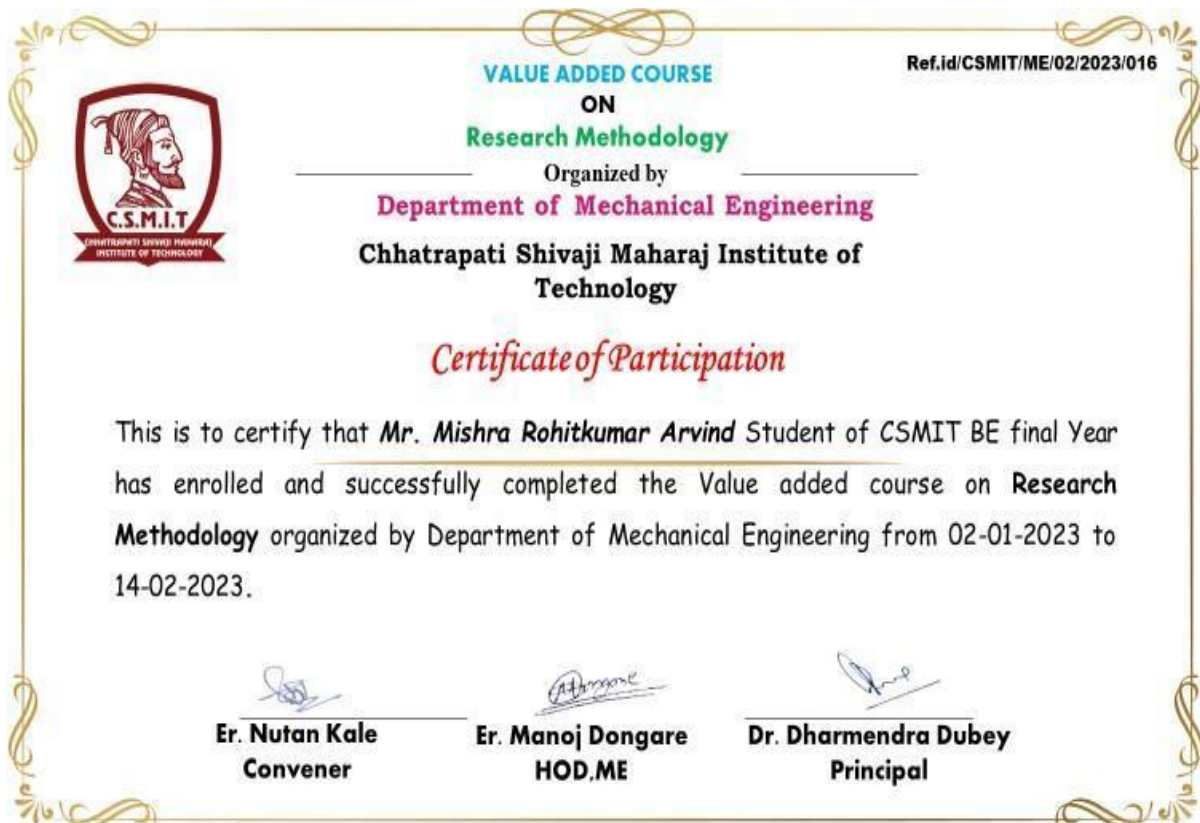 Ref.id/CSMIT/ME/02/2023/016
VALUE ADDED COURSE
ON
Research Methodology
Organized by
Department of Mechanical Engineering
Chhatrapati Shivaji Maharaj Institute of
Technology
C.S.M.I.T
CHHATRAPATI SHIVAJI MAHARAJ
INSTITUTE OF TECHNOLOGY
Certificate of Participation
This is to certify that Mr. Mishra Rohitkumar Arvind Student of CSMIT BE final Year
has enrolled and successfully completed the Value added course on Research
Methodology organized by Department of Mechanical Engineering from 02-01-2023 to
14-02-2023.
Er. Nutan Kale
Convener
Er. Manoj Dongare
HOD,ME
Dr. Dharmendra Dubey
Principal